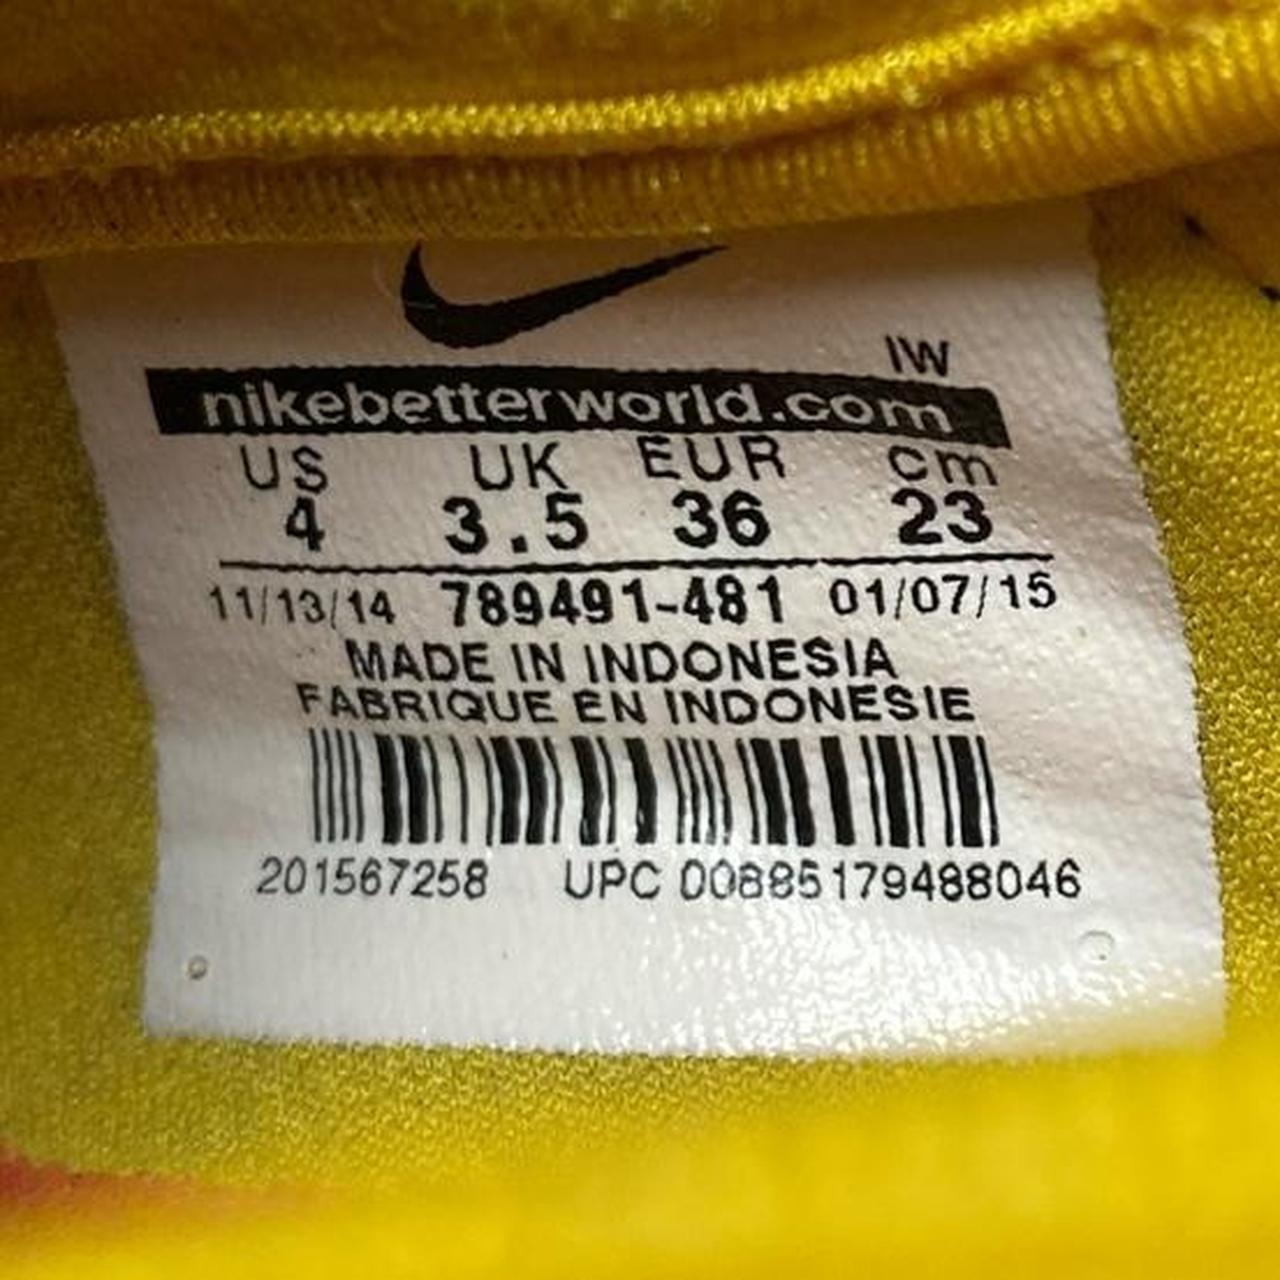 IW
nikebetterworld.com
US UK EUR cm
4 3.5 36 23
11/13/14 789491-481 01/07/15
MADE IN INDONESIA
FABRIQUE EN INDONESIE
201567258 UPC 00885179488046